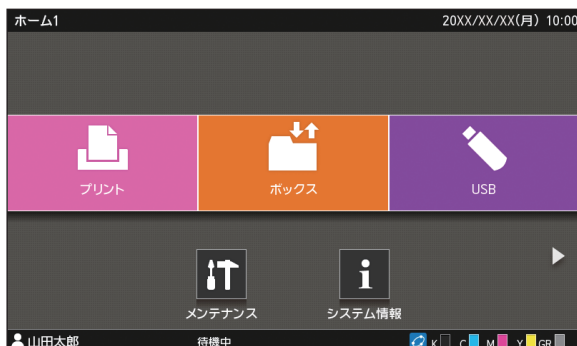 ホーム1 20XX/XX/XX(月) 10:00
プリント ボックス USB
メンテナンス システム情報
山田太郎 待機中 K C M Y GR